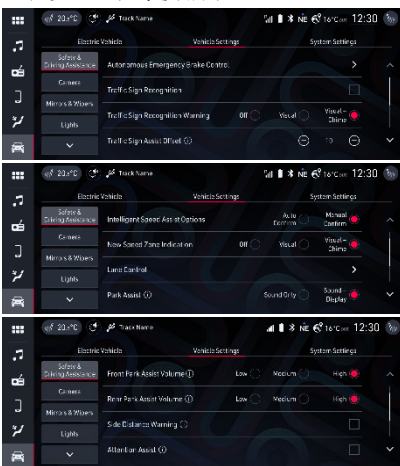 20.5°C Track Name NE 16°C 12:30
Electric Vehicle Vehicle Settings System Settings
Safety &
Driving Assistance
Autonomous Emergency Brake Control
Camera
Traffic Sign Recognition
Mirrors & Wipers
Traffic Sign Recognition Warning Off Visual Visual +
Chime
Lights
Traffic Sign Assist Offset 10
20.5°C Track Name NE 16°C 12:30
Electric Vehicle Vehicle Settings System Settings
Safety &
Driving Assistance
Intelligent Speed Assist Options Auto
Confirm Manual
Confirm
Camera
New Speed Zone Indication Off Visual Visual +
Chime
Mirrors & Wipers
Lane Control
Lights
Park Assist Sound Only Sound +
Display
20.5°C Track Name NE 16°C 12:30
Electric Vehicle Vehicle Settings System Settings
Safety &
Driving Assistance
Front Park Assist Volume Low Medium High
Camera
Rear Park Assist Volume Low Medium High
Mirrors & Wipers
Side Distance Warning
Lights
Attention Assist